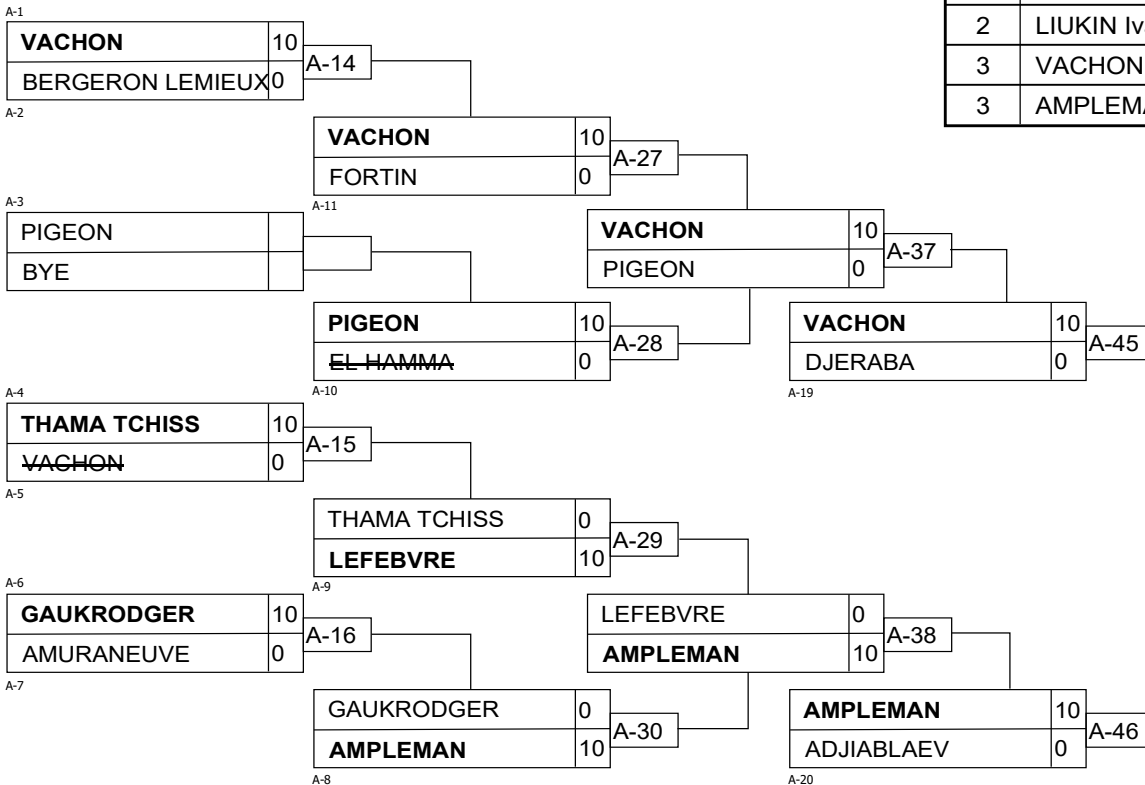 A-1
VACHON 10
BERGERON LEMIEUX 0
A-14
A-2
VACHON 10
FORTIN 0
A-27
A-11
A-3
PIGEON
BYE
VACHON 10
PIGEON 0
A-37
PIGEON 10
EL HAMMA 0
A-28
A-10
VACHON 10
DJERABA 0
A-45
A-19
A-4
THAMA TCHISS 10
VACHON 0
A-15
A-5
THAMA TCHISS 0
LEFEBVRE 10
A-29
A-9
A-6
GAUKRODGER 10
AMURANEUVE 0
A-16
A-7
LEFEBVRE 0
AMPLEMAN 10
A-38
GAUKRODGER 0
AMPLEMAN 10
A-30
A-8
AMPLEMAN 10
ADJIABLAEV 0
A-46
A-20
2 LIUKIN
3 VACHON
3